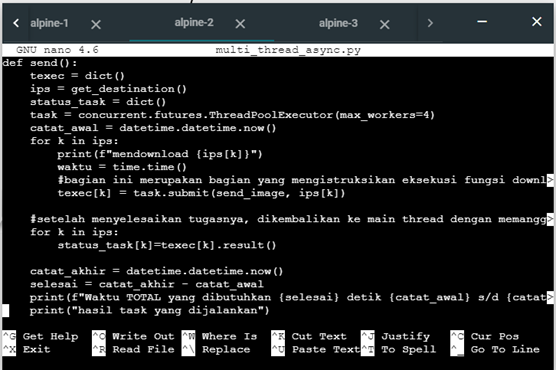 alpine-1 × alpine-2 × alpine-3 ×
GNU nano 4.6 multi_thread_async.py
def send():
    texec = dict()
    ips = get_destination()
    status_task = dict()
    task = concurrent.futures.ThreadPoolExecutor(max_workers=4)
    catat_awal = datetime.datetime.now()
    for k in ips:
        print(f"mendownload {ips[k]}")
        waktu = time.time()
        #bagian ini merupakan bagian yang mengistruksikan eksekusi fungsi downl>
        texec[k] = task.submit(send_image, ips[k])
    #setelah menyelesaikan tugasnya, dikembalikan ke main thread dengan memangg>
    for k in ips:
        status_task[k]=texec[k].result()
    catat_akhir = datetime.datetime.now()
    selesai = catat_akhir - catat_awal
    print(f"Waktu TOTAL yang dibutuhkan {selesai} detik {catat_awal} s/d {catat>
    print("hasil task yang dijalankan")
^G Get Help ^O Write Out ^W Where Is ^K Cut Text ^J Justify ^C Cur Pos
^X Exit ^R Read File ^\ Replace ^U Paste Text ^T To Spell ^_ Go To Line